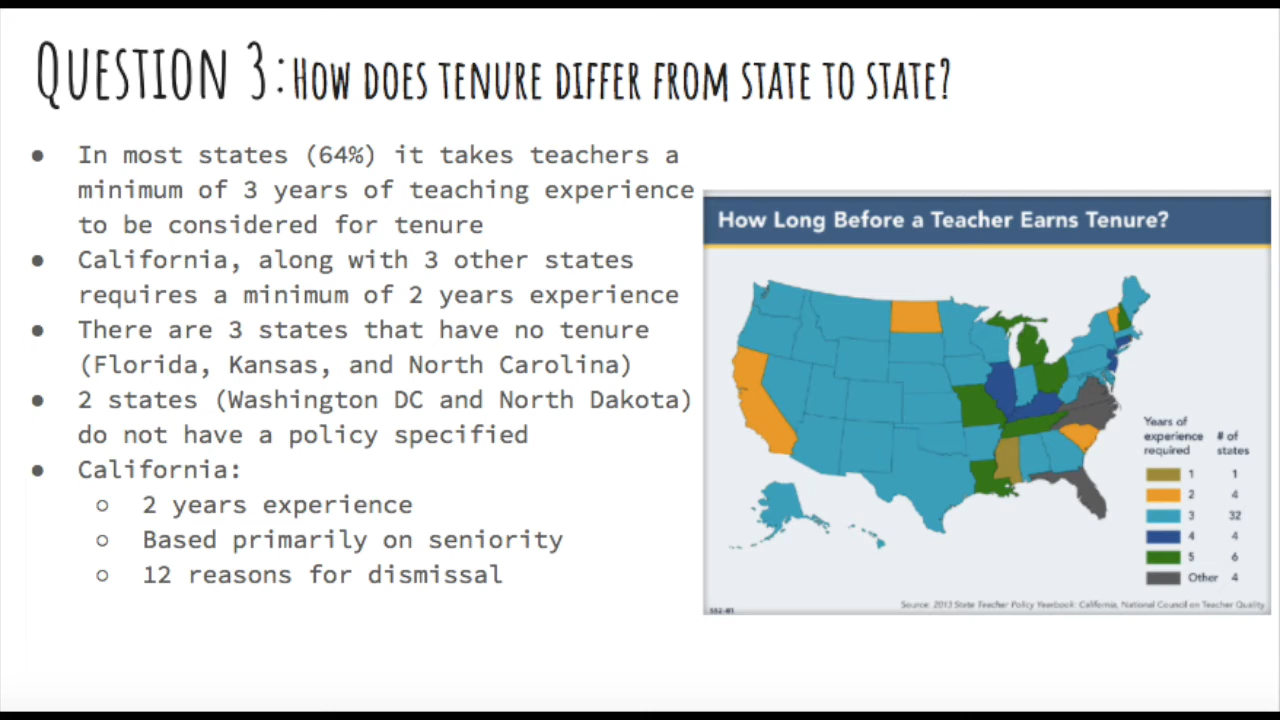 QUESTION 3: HOW DOES TENURE DIFFER FROM STATE TO STATE?
● In most states (64%) it takes teachers a
minimum of 3 years of teaching experience
to be considered for tenure
● California, along with 3 other states
requires a minimum of 2 years experience
● There are 3 states that have no tenure
(Florida, Kansas, and North Carolina)
● 2 states (Washington DC and North Dakota)
do not have a policy specified
● California:
○ 2 years experience
○ Based primarily on seniority
○ 12 reasons for dismissal
How Long Before a Teacher Earns Tenure?
Years of
experience # of
required states
1 1
2 4
3 32
4 4
5 6
Other 4
Source: 2013 State Teacher Policy Yearbook: California, National Council on Teacher Quality